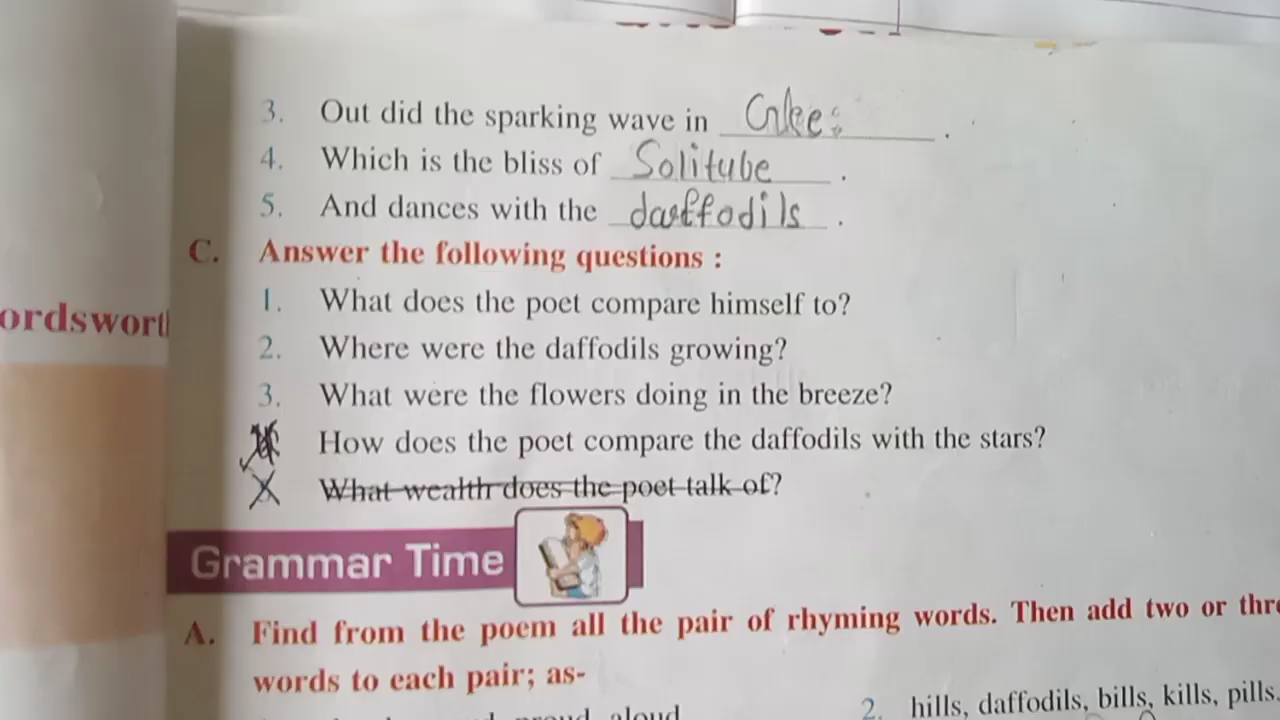 3. Out did the sparking wave in .
4. Which is the bliss of Solitube .
5. And dances with the daffodils .
ordswort
C. Answer the following questions :
1. What does the poet compare himself to?
2. Where were the daffodils growing?
3. What were the flowers doing in the breeze?
How does the poet compare the daffodils with the stars?
What wealth does the poet talk of?
Grammar Time
A. Find from the poem all the pair of rhyming words. Then add two or thre
words to each pair; as-
proud, aloud
2. hills, daffodils, bills, kills, pills.